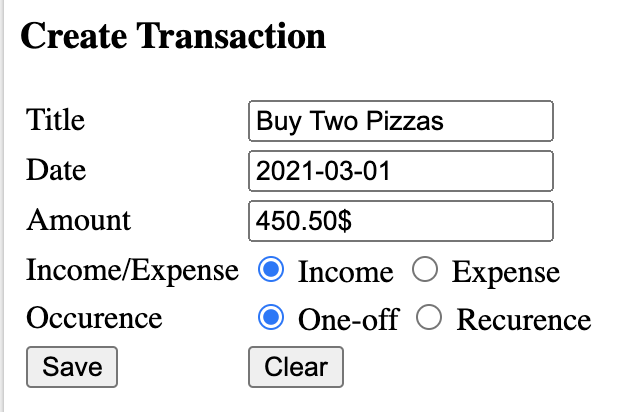 Create Transaction
Title Buy Two Pizzas
Date 2021-03-01
Amount 450.50$
Income/Expense Income Expense
Occurence One-off Recurence
Save Clear